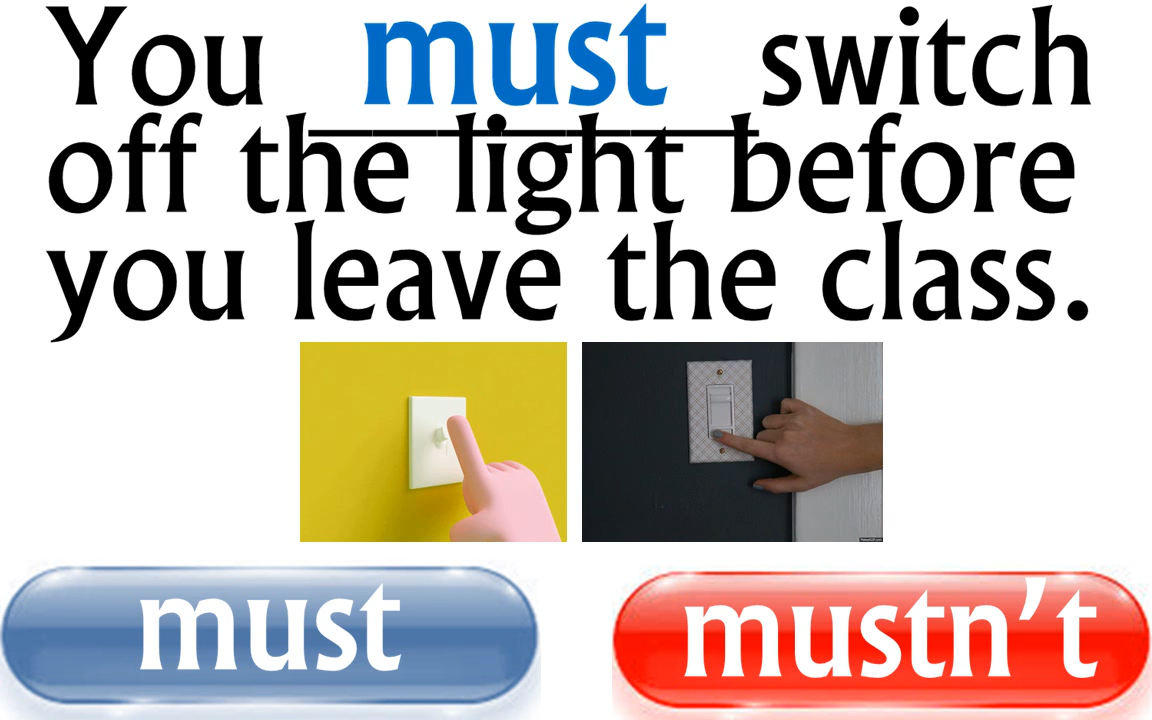 You must switch
off the light before
you leave the class.
must
mustn't